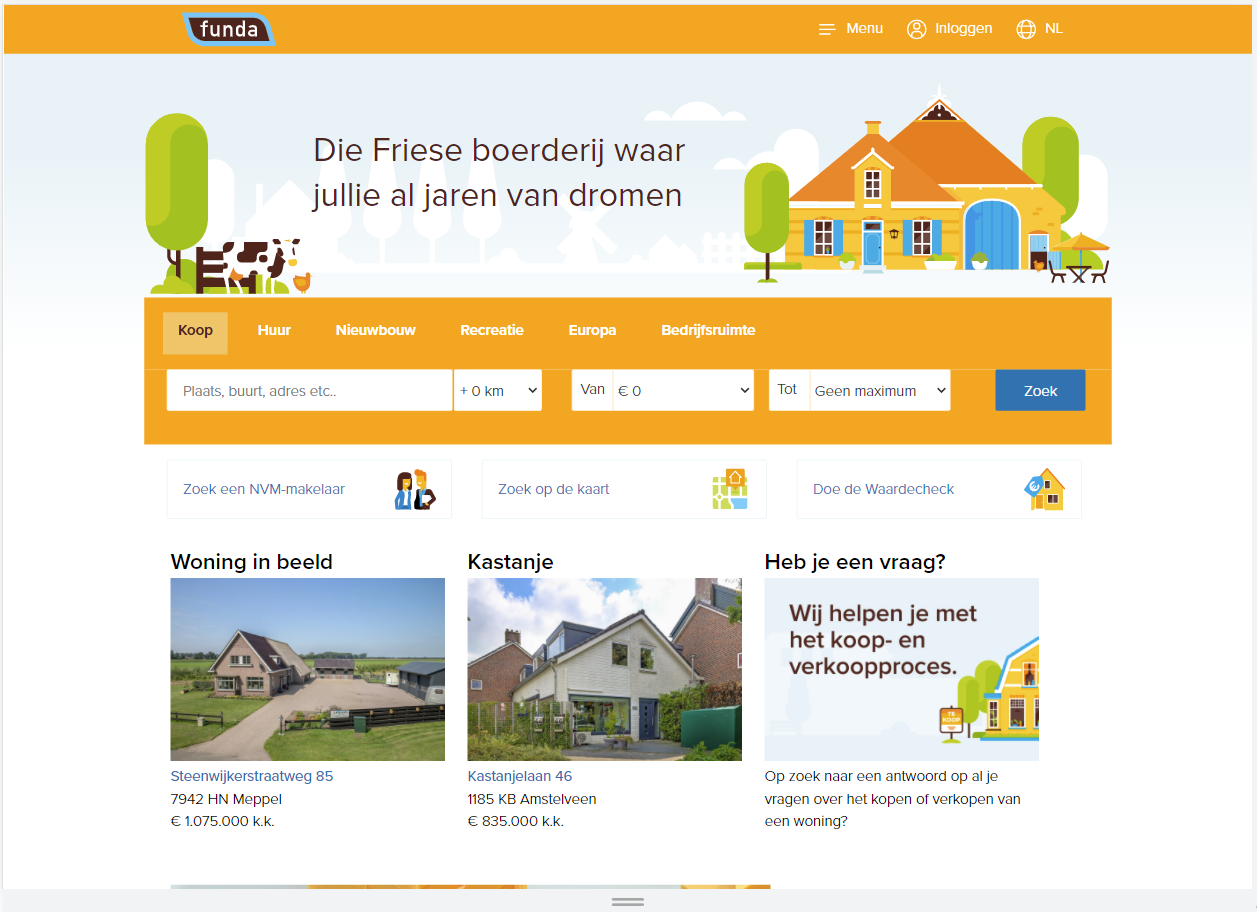 funda
Menu
Inloggen
NL
Die Friese boerderij waar
jullie al jaren van dromen
Koop
Huur
Nieuwbouw
Recreatie
Europa
Bedrijfsruimte
Plaats, buurt, adres etc..
+ 0 km
Van
€ 0
Tot
Geen maximum
Zoek
Zoek een NVM-makelaar
Zoek op de kaart
Doe de Waardecheck
Woning in beeld
Steenwijkerstraatweg 85
7942 HN Meppel
€ 1.075.000 k.k.
Kastanje
Kastanjelaan 46
1185 KB Amstelveen
€ 835.000 k.k.
Heb je een vraag?
Wij helpen je met
het koop- en
verkoopproces.
TE
KOOP
Op zoek naar een antwoord op al je
vragen over het kopen of verkopen van
een woning?